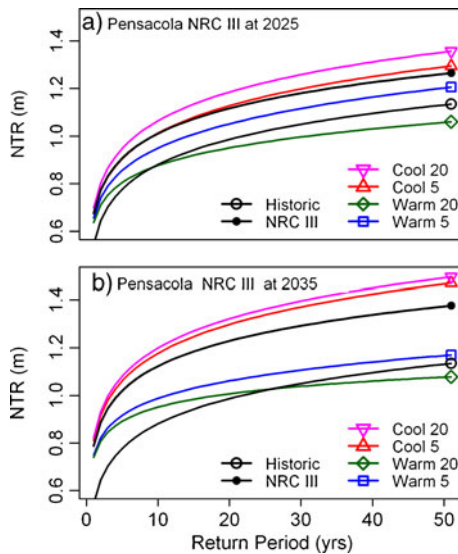 a) Pensacola NRC III at 2025
NTR (m)
1.4
1.2
1.0
0.8
0.6
Historic
NRC III
Cool 20
Cool 5
Warm 20
Warm 5
b) Pensacola NRC III at 2035
NTR (m)
1.4
1.2
1.0
0.8
0.6
Historic
NRC III
Cool 20
Cool 5
Warm 20
Warm 5
0 10 20 30 40 50
Return Period (yrs)